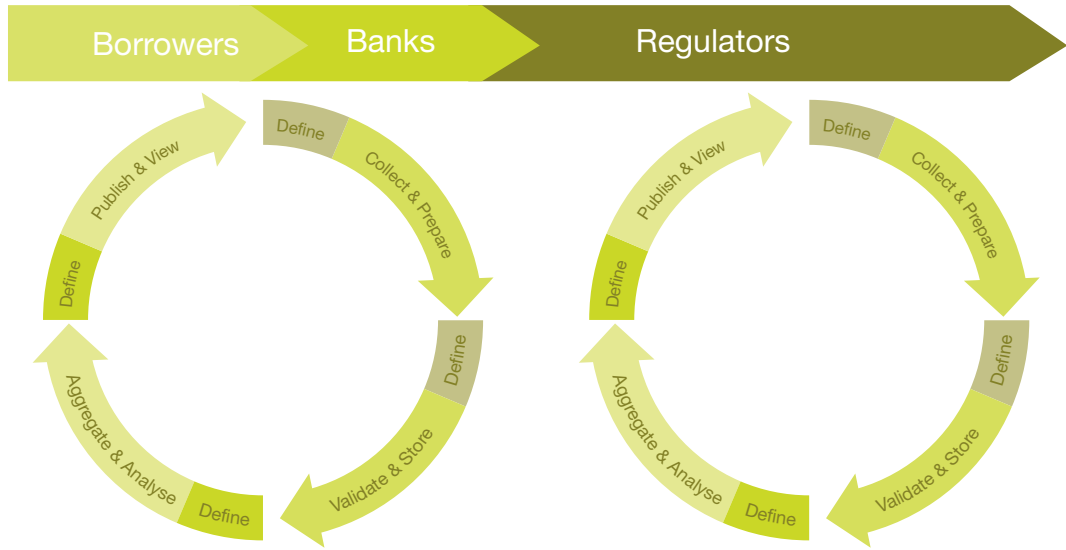 Borrowers
Banks
Regulators
Define
Collect & Prepare
Define
Validate & Store
Define
Aggregate & Analyse
Define
Publish & View
Define
Collect & Prepare
Define
Validate & Store
Define
Aggregate & Analyse
Define
Publish & View